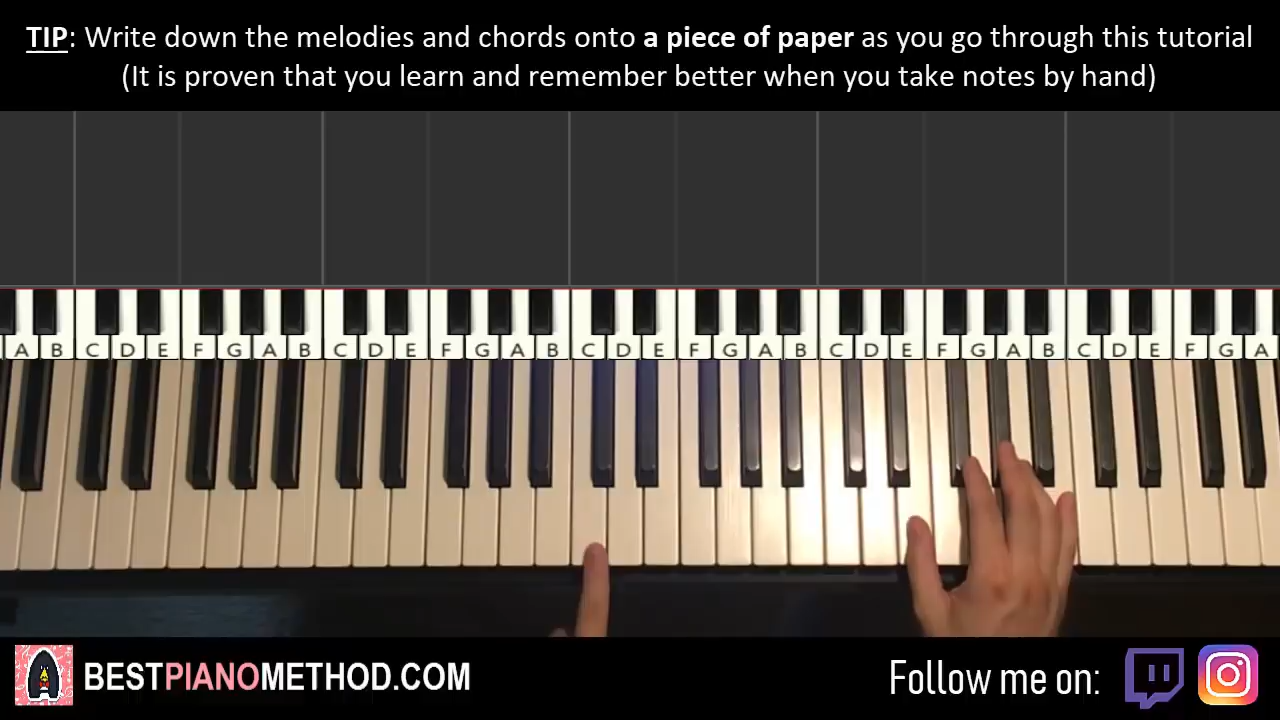 TIP: Write down the melodies and chords onto a piece of paper as you go through this tutorial
(It is proven that you learn and remember better when you take notes by hand)
A B C D E F G A B C D E F G A B C D E F G A B C D E F G A B C D E F G A
BESTPIANOMETHOD.COM
Follow me on: